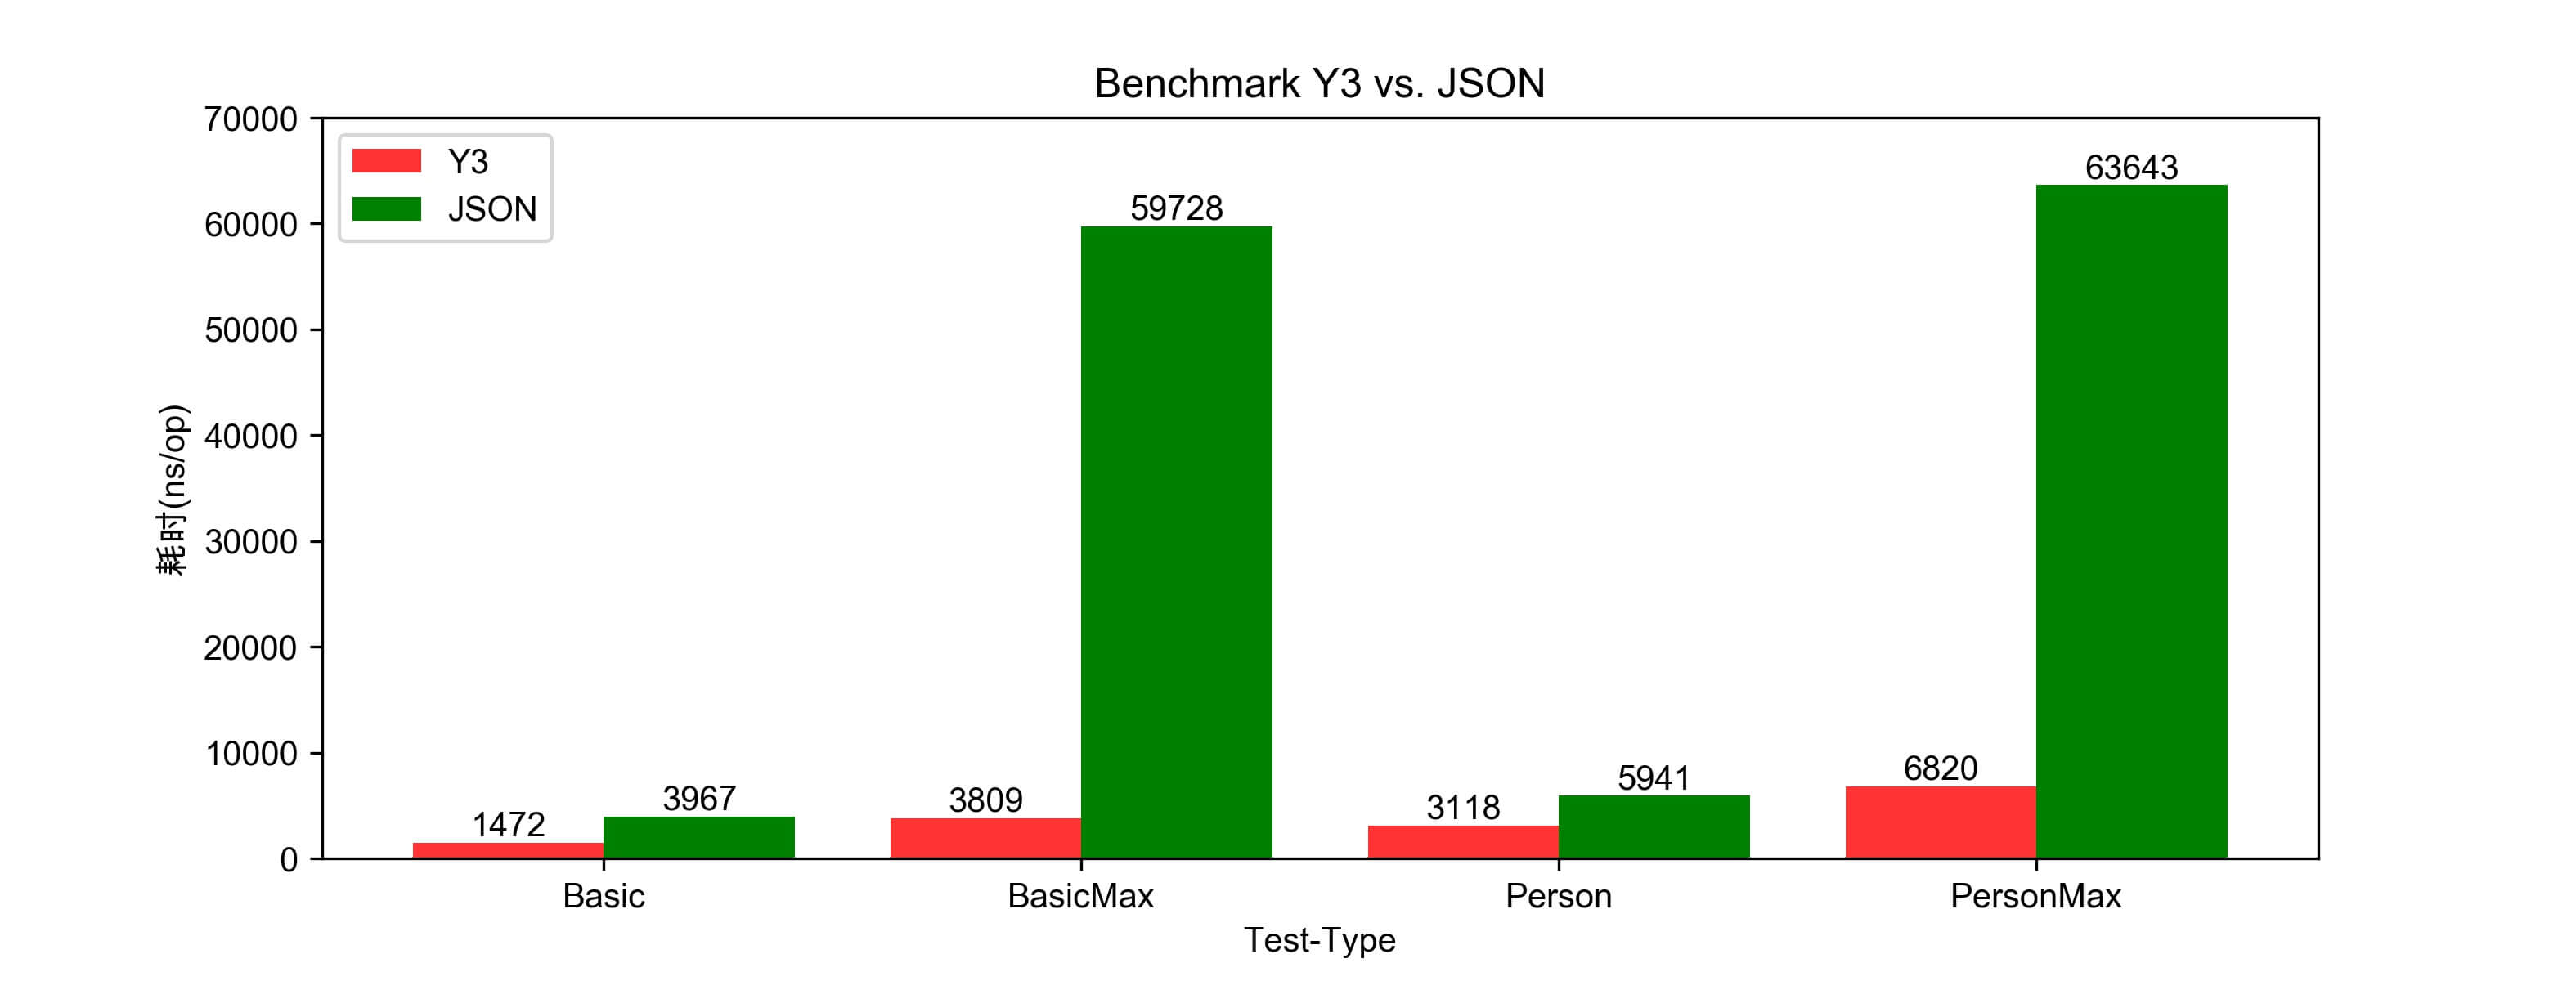 Benchmark Y3 vs. JSON
70000
60000
50000
40000
30000
20000
10000
0
耗时(ns/op)
Y3
JSON
1472
3967
3809
59728
3118
5941
6820
63643
Basic
BasicMax
Person
PersonMax
Test-Type